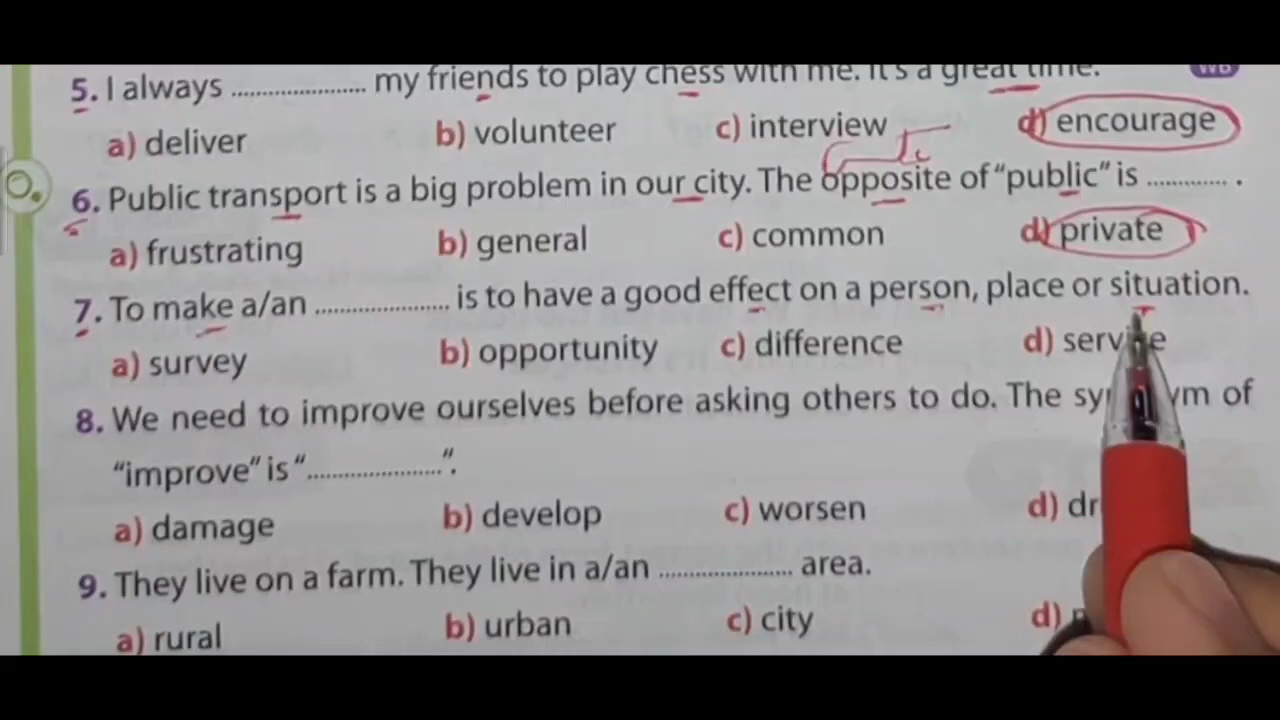 5. I always .................... my friends to play chess with me. It's a great time. WB
a) deliver b) volunteer c) interview d) encourage
6. Public transport is a big problem in our city. The opposite of "public" is ............ .
a) frustrating b) general c) common d) private
7. To make a/an .................... is to have a good effect on a person, place or situation.
a) survey b) opportunity c) difference d) service
8. We need to improve ourselves before asking others to do. The synonym of
"improve" is "....................".
a) damage b) develop c) worsen d)
9. They live on a farm. They live in a/an .................... area.
a) rural b) urban c) city d)